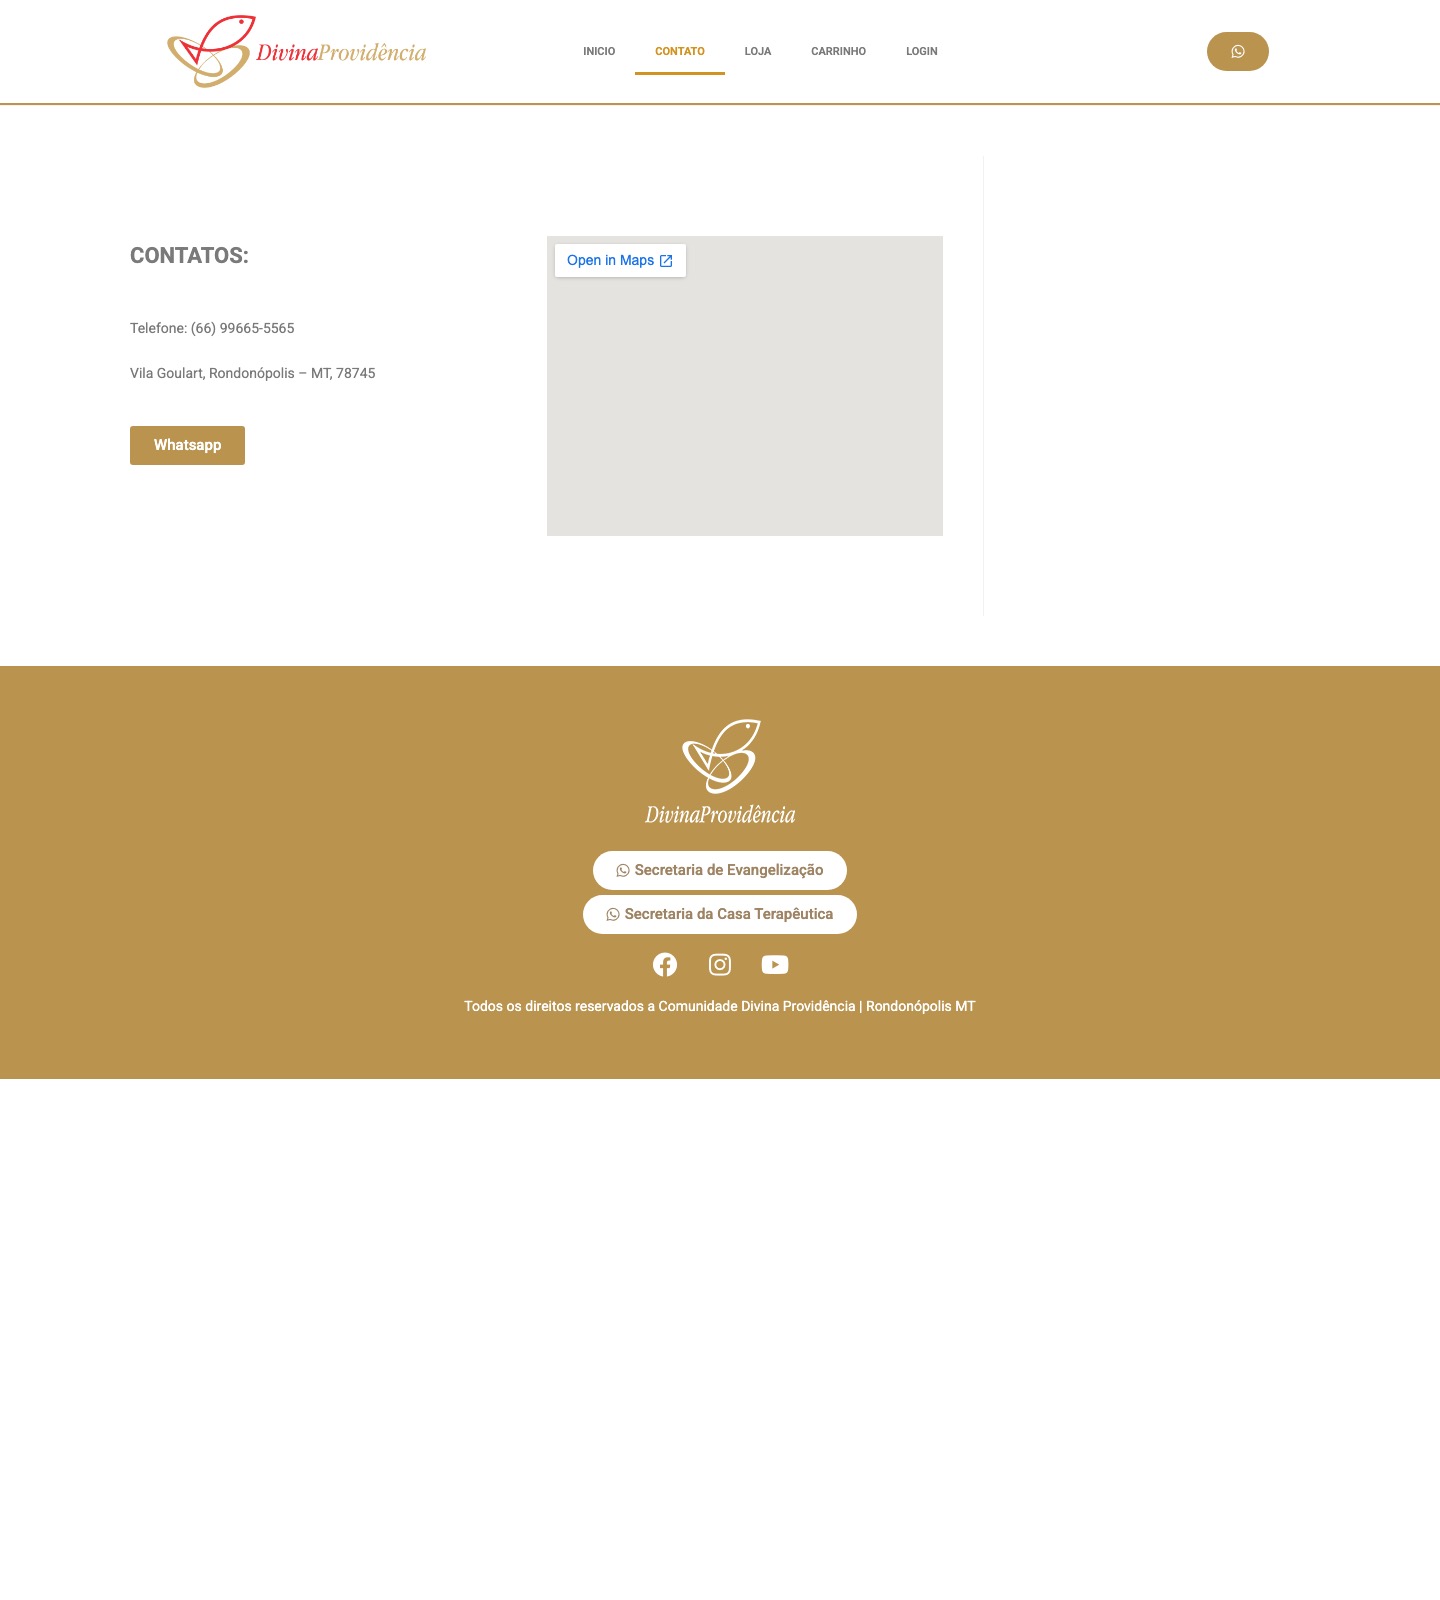 DivinaProvidência
INICIO
CONTATO
LOJA
CARRINHO
LOGIN
CONTATOS:
Telefone: (66) 99665-5565
Vila Goulart, Rondonópolis – MT, 78745
Whatsapp
Open in Maps
DivinaProvidência
Secretaria de Evangelização
Secretaria da Casa Terapêutica
Todos os direitos reservados a Comunidade Divina Providência | Rondonópolis MT